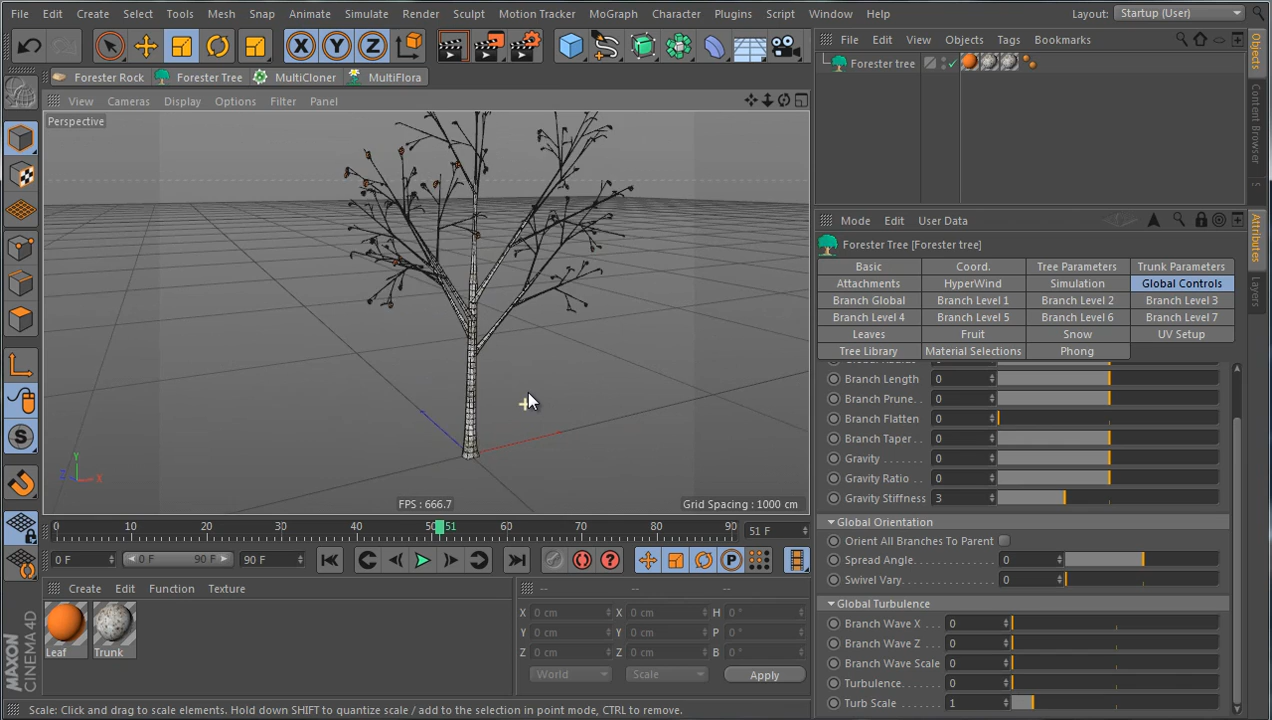 File Edit Create Select Tools Mesh Snap Animate Simulate Render Sculpt Motion Tracker MoGraph Character Plugins Script Window Help Layout: Startup (User)
X Y Z
File Edit View Objects Tags Bookmarks
Forester Rock Forester Tree MultiCloner MultiFlora
Forester tree
View Cameras Display Options Filter Panel
Perspective
Y
Z X
FPS : 666.7 Grid Spacing : 1000 cm
Objects
Content Browser
S
Attributes
Layers
Mode Edit User Data
Forester Tree [Forester tree]
Basic Coord. Tree Parameters Trunk Parameters
Attachments HyperWind Simulation Global Controls
Branch Global Branch Level 1 Branch Level 2 Branch Level 3
Branch Level 4 Branch Level 5 Branch Level 6 Branch Level 7
Leaves Fruit Snow UV Setup
Tree Library Material Selections Phong
Branch Length 0
Branch Prune... 0
Branch Flatten 0
Branch Taper .. 0
Gravity ....... 0
Gravity Ratio .. 0
Gravity Stiffness 3
Global Orientation
Orient All Branches To Parent
Spread Angle. 0
Swivel Vary. 0
Global Turbulence
Branch Wave X .. 0
Branch Wave Z .. 0
Branch Wave Scale 0
Turbulence. 0
Turb Scale 1
0 10 20 30 40 50 51 60 70 80 90 51 F
0 F 0 F 90 F 90 F P
Create Edit Function Texture
Leaf Trunk
-- -- --
X 0 cm X 0 cm H 0 °
Y 0 cm Y 0 cm P 0 °
Z 0 cm Z 0 cm B 0 °
World Scale Apply
MAXON
CINEMA 4D
Scale: Click and drag to scale elements. Hold down SHIFT to quantize scale / add to the selection in point mode, CTRL to remove.